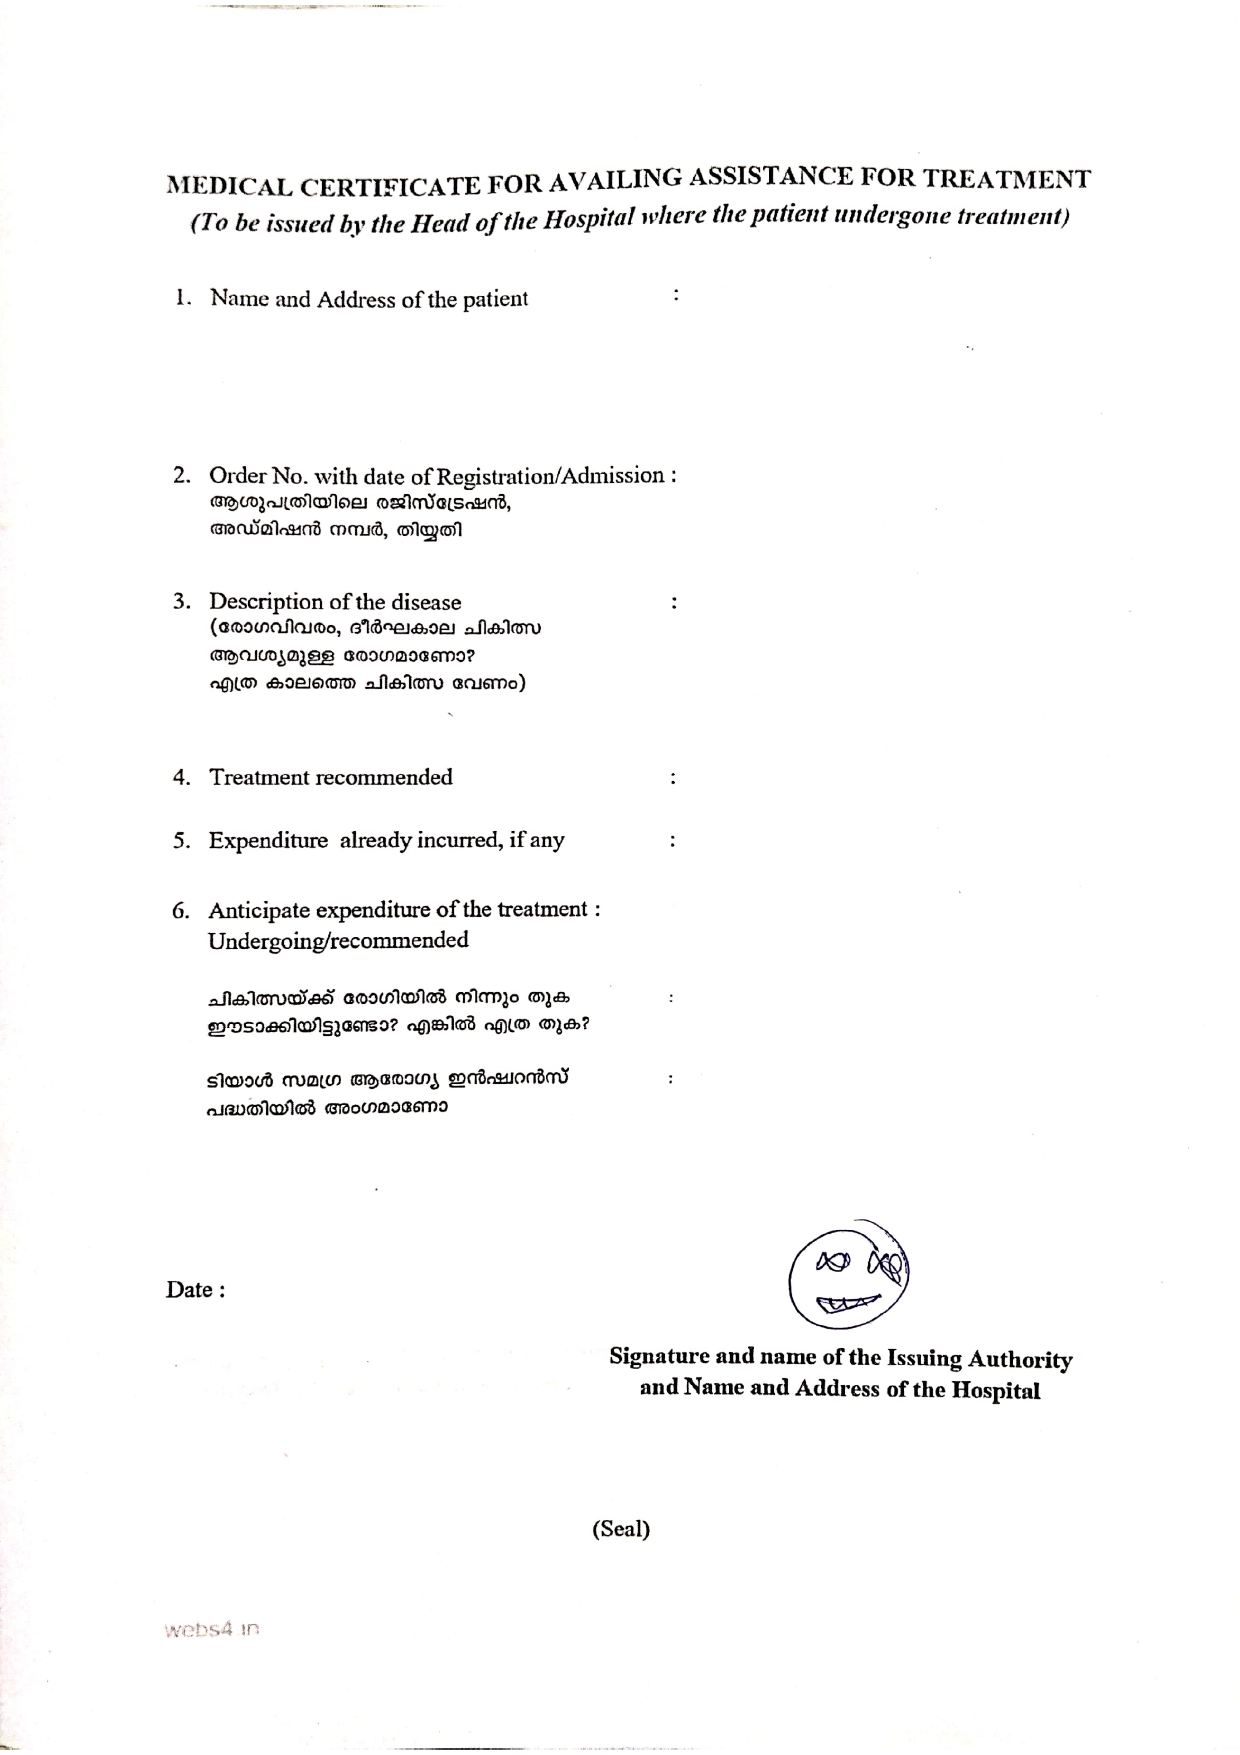 MEDICAL CERTIFICATE FOR AVAILING ASSISTANCE FOR TREATMENT
(To be issued by the Head of the Hospital where the patient undergone treatment)
1. Name and Address of the patient :
2. Order No. with date of Registration/Admission :
ആശുപത്രിയിലെ രജിസ്ട്രേഷൻ,
അഡ്മിഷൻ നമ്പർ, തിയ്യതി
3. Description of the disease :
(രോഗവിവരം, ദീർഘകാല ചികിത്സ
ആവശ്യമുള്ള രോഗമാണോ?
എത്ര കാലത്തെ ചികിത്സ വേണം)
4. Treatment recommended :
5. Expenditure already incurred, if any :
6. Anticipate expenditure of the treatment :
Undergoing/recommended
ചികിത്സയ്ക്ക് രോഗിയിൽ നിന്നും തുക :
ഈടാക്കിയിട്ടുണ്ടോ? എങ്കിൽ എത്ര തുക?
ടിയാൾ സമഗ്ര ആരോഗ്യ ഇൻഷുറൻസ് :
പദ്ധതിയിൽ അംഗമാണോ
Date :
Signature and name of the Issuing Authority
and Name and Address of the Hospital
(Seal)
webs4.in